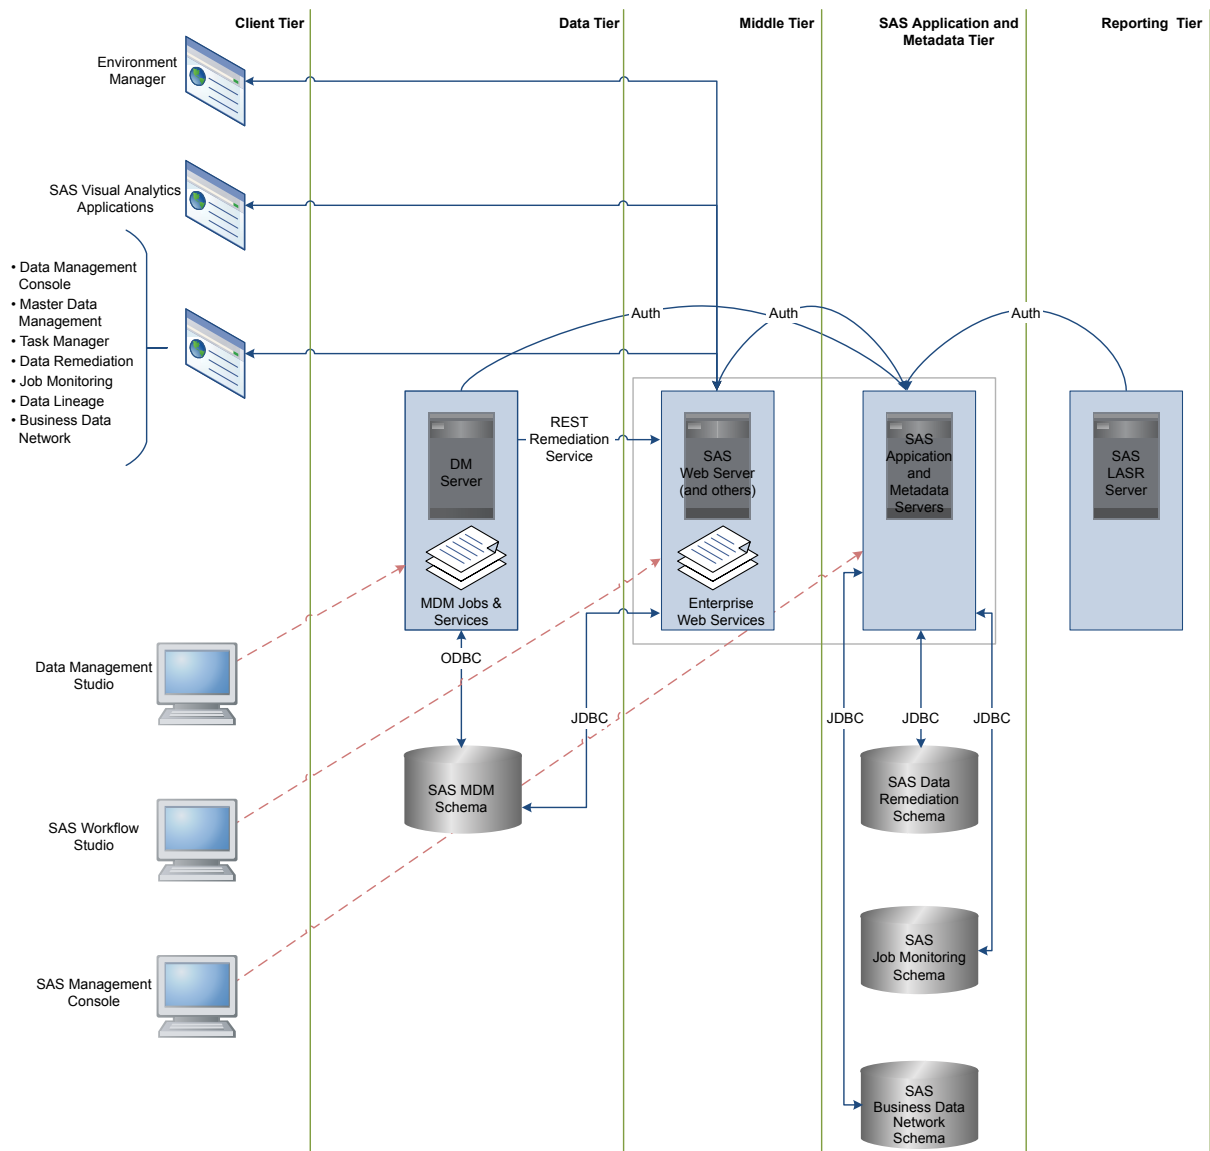 Client Tier
Data Tier
Middle Tier
SAS Application and
Metadata Tier
Reporting Tier
Environment
Manager
SAS Visual Analytics
Applications
• Data Management
Console
• Master Data
Management
• Task Manager
• Data Remediation
• Job Monitoring
• Data Lineage
• Business Data
Network
Auth
Auth
Auth
DM
Server
MDM Jobs &
Services
REST
Remediation
Service
SAS
Web Server
(and others)
Enterprise
Web Services
SAS
Appication
and
Metadata
Servers
SAS
LASR
Server
ODBC
JDBC
JDBC
JDBC
JDBC
Data Management
Studio
SAS MDM
Schema
SAS Data
Remediation
Schema
SAS Workflow
Studio
SAS
Job Monitoring
Schema
SAS Management
Console
SAS
Business Data
Network
Schema